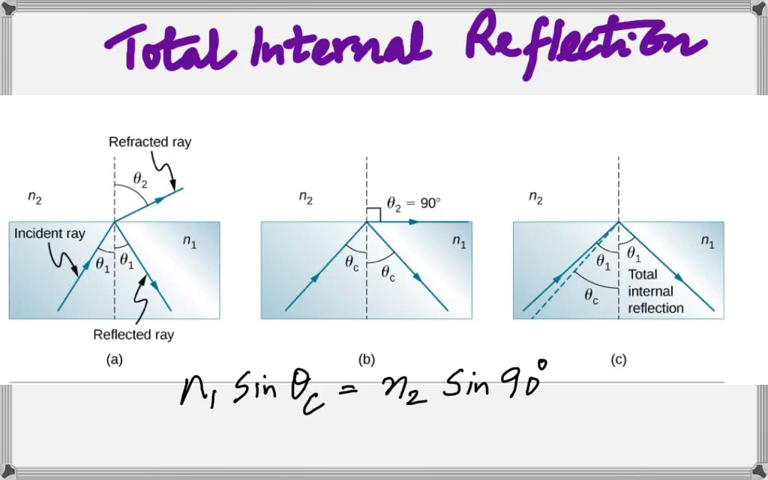 Total Internal Reflection
Refracted ray
θ₂
n₂
Incident ray
n₁
θ₁ θ₁
Reflected ray
(a)
n₂
θ₂ = 90°
n₁
θc θc
(b)
n₂
n₁
θ₁ θ₁
θc
Total
internal
reflection
(c)
n₁ sin θc = n₂ sin 90°